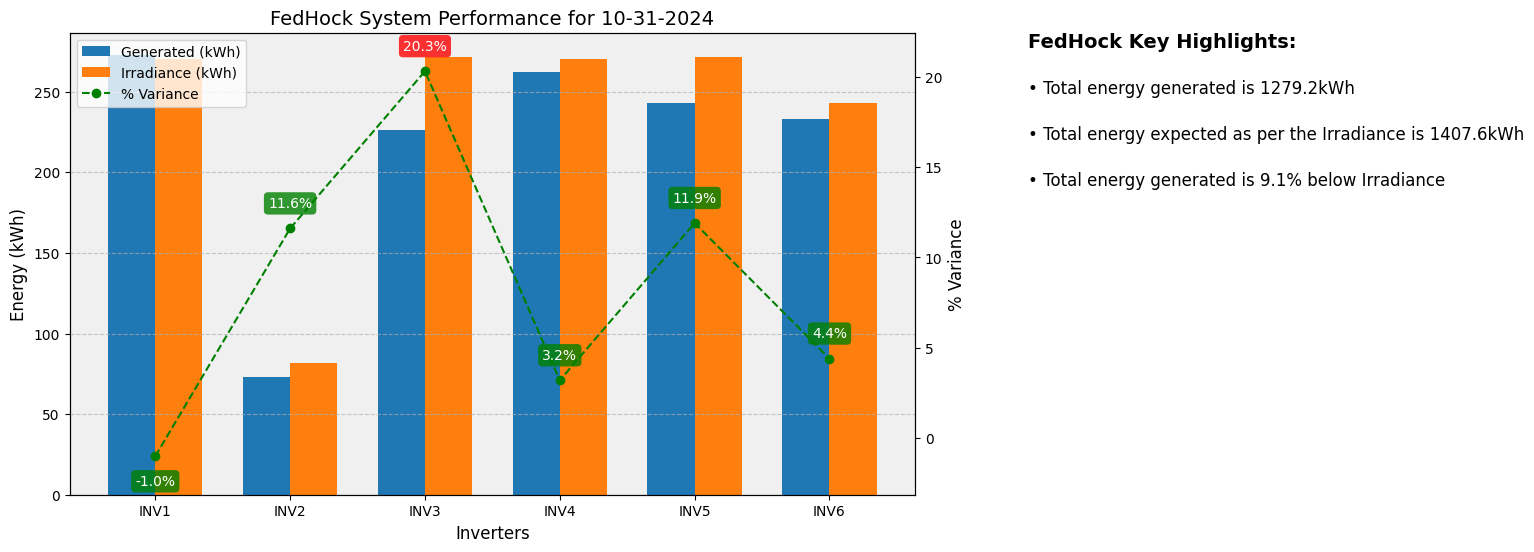 FedHock System Performance for 10-31-2024
Generated (kWh)
Irradiance (kWh)
% Variance
Energy (kWh)
250
200
150
100
50
0
-1.0%
11.6%
20.3%
3.2%
11.9%
4.4%
INV1
INV2
INV3
INV4
INV5
INV6
Inverters
20
15
10
5
0
% Variance
FedHock Key Highlights:
• Total energy generated is 1279.2kWh
• Total energy expected as per the Irradiance is 1407.6kWh
• Total energy generated is 9.1% below Irradiance